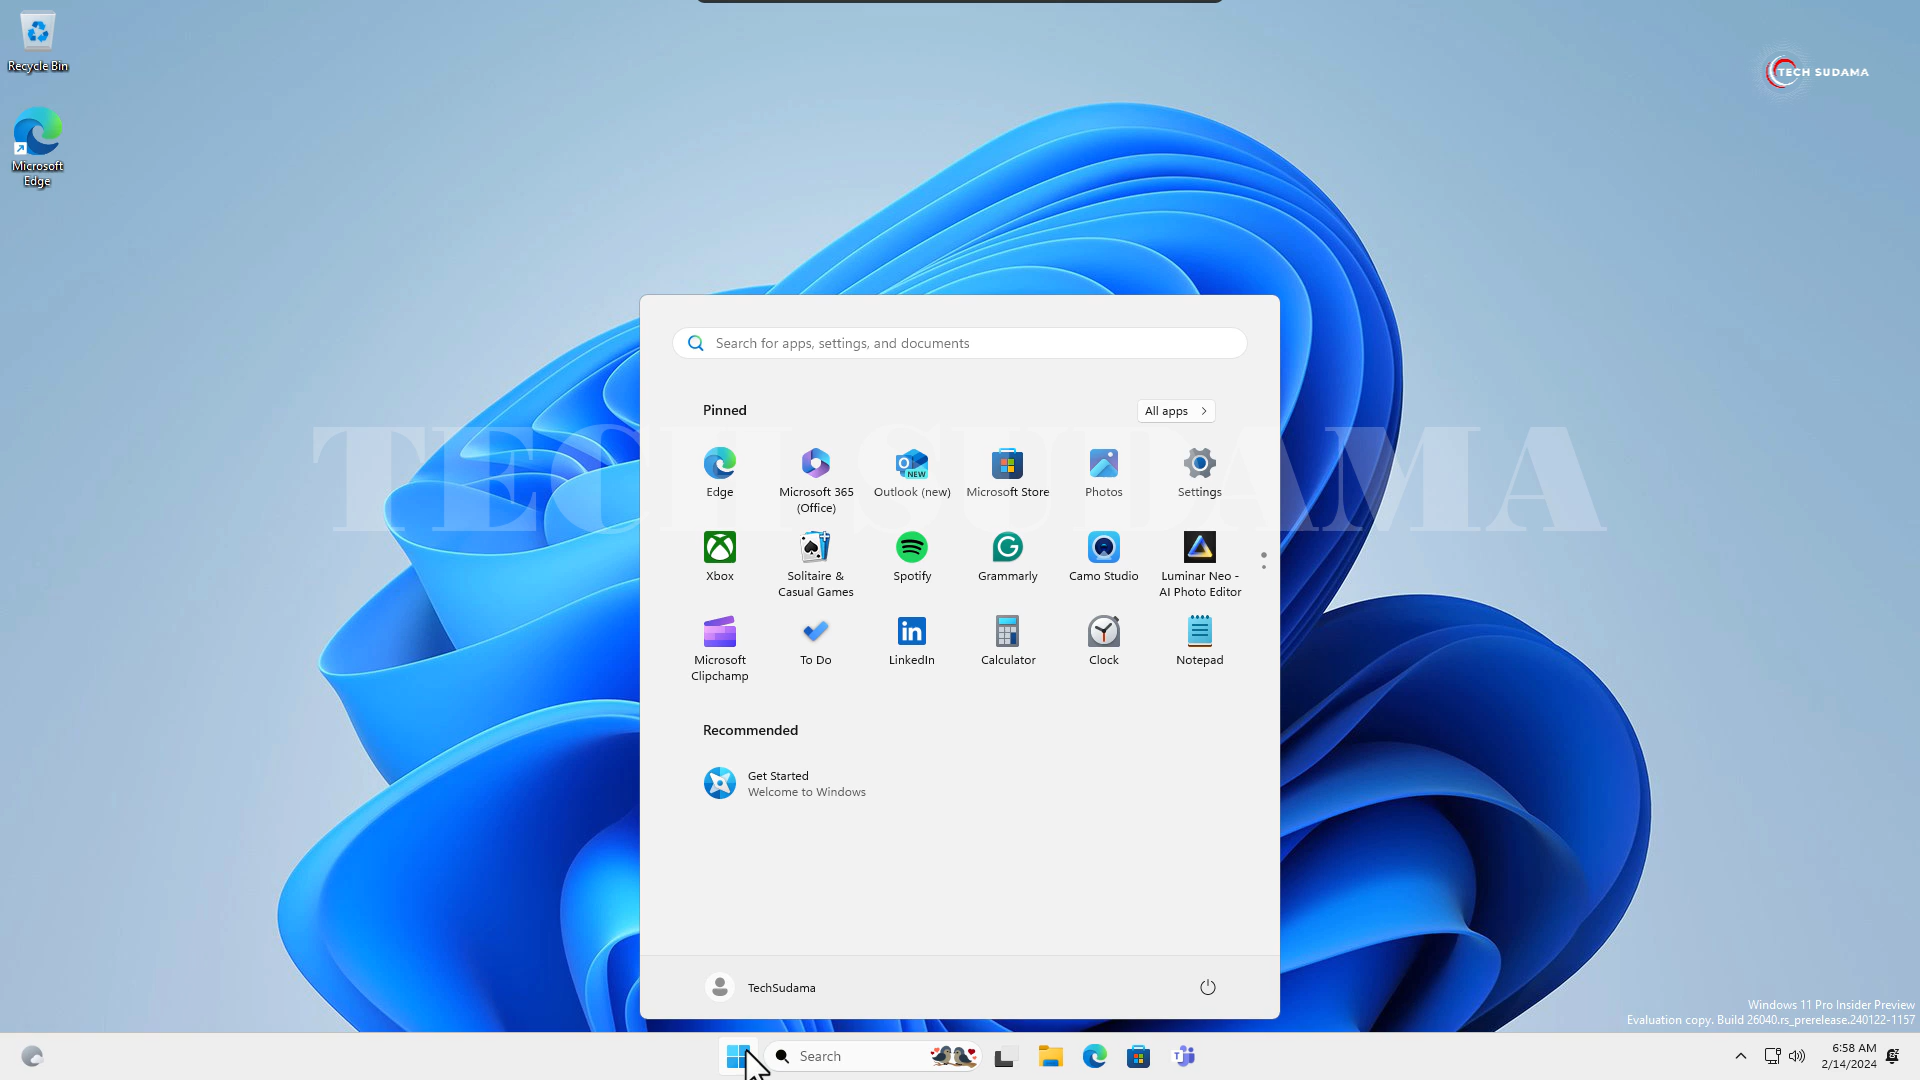 Recycle Bin
Microsoft
Edge
TECH SUDAMA
Search for apps, settings, and documents
Pinned
All apps
TECH SUDAMA
Edge
Microsoft 365
(Office)
Outlook (new)
NEW
Microsoft Store
Photos
Settings
Xbox
Solitaire &
Casual Games
Spotify
Grammarly
Camo Studio
Luminar Neo -
AI Photo Editor
Microsoft
Clipchamp
To Do
LinkedIn
Calculator
Clock
Notepad
Recommended
Get Started
Welcome to Windows
TechSudama
Windows 11 Pro Insider Preview
Evaluation copy. Build 26040.rs_prerelease.240122-1157
Search
6:58 AM
2/14/2024